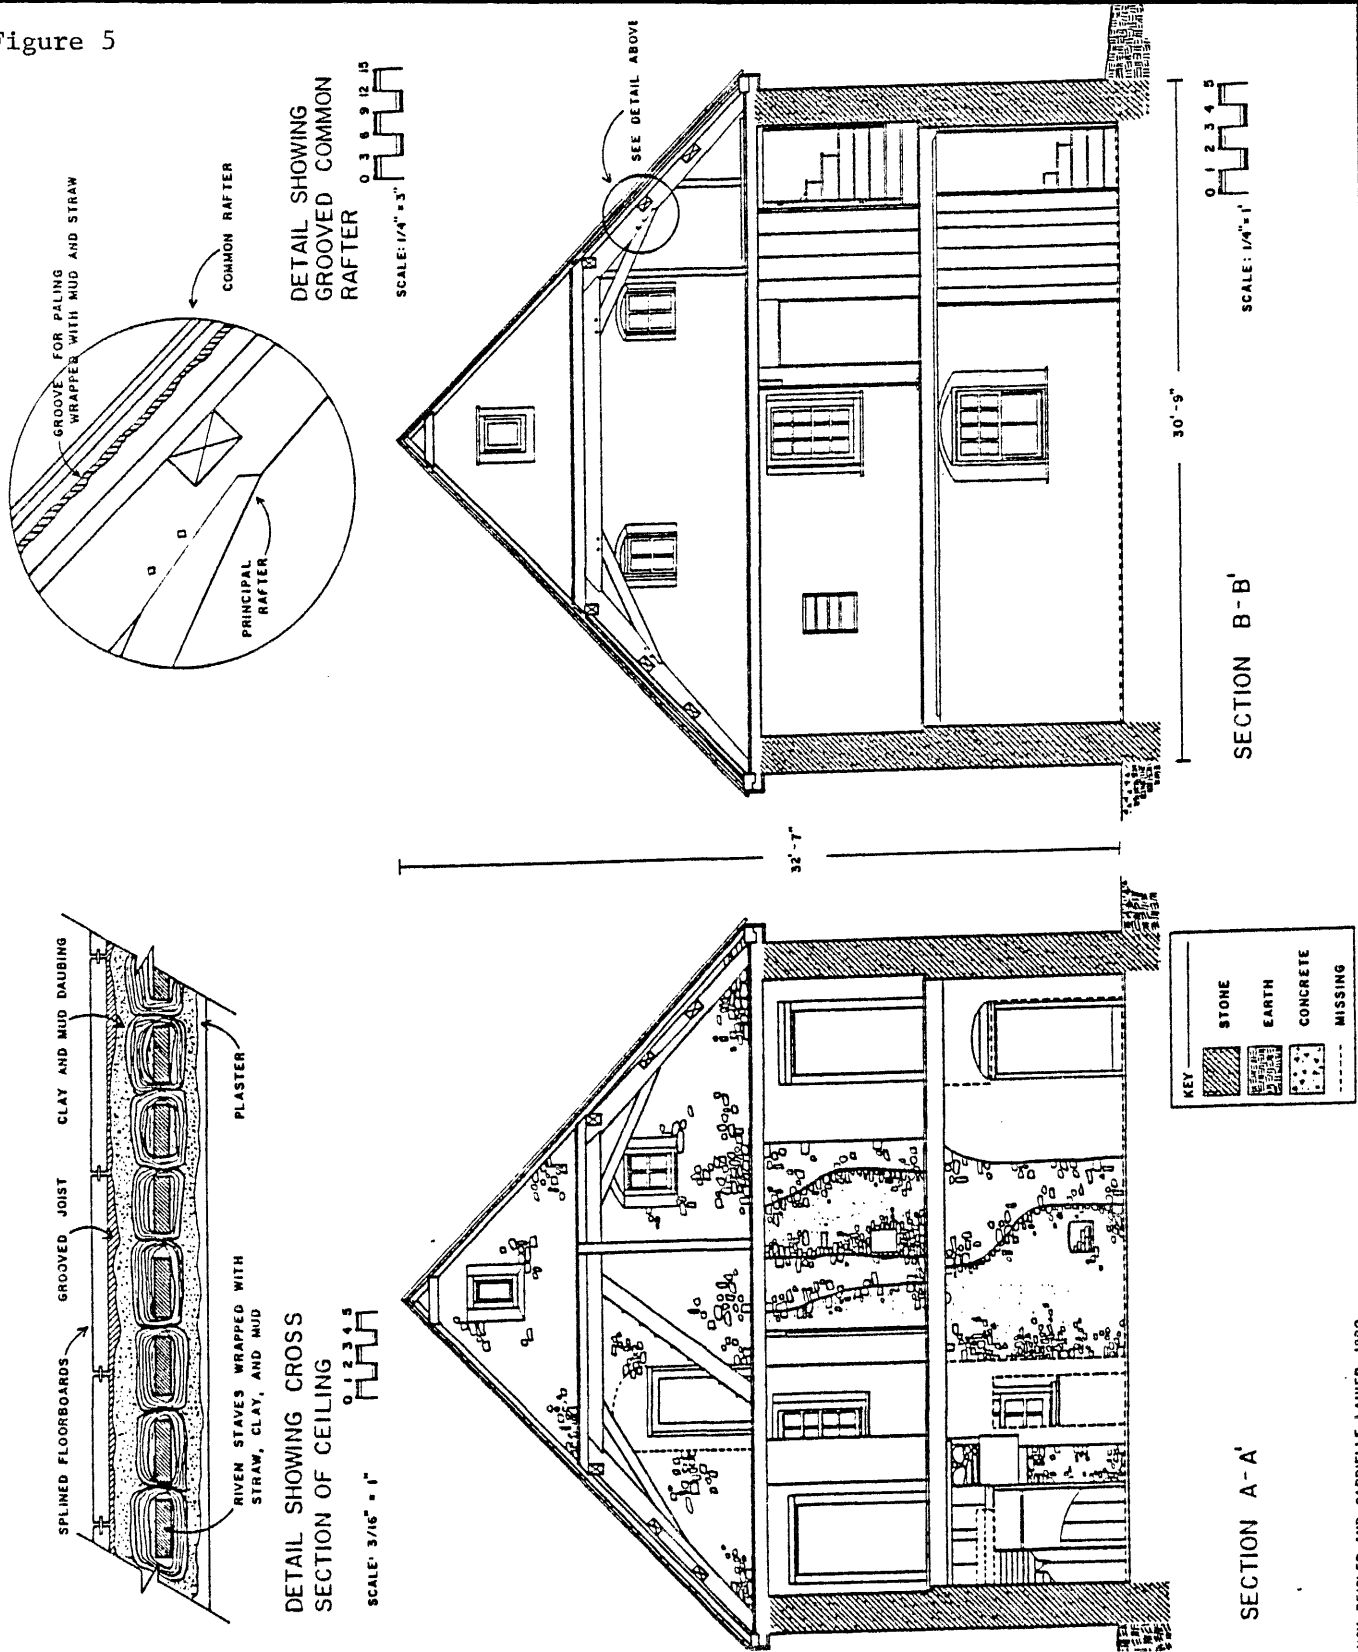 Figure 5
SPLINED FLOORBOARDS
GROOVED JOIST
CLAY AND MUD DAUBING
RIVEN STAVES WRAPPED WITH
STRAW, CLAY, AND MUD
PLASTER
DETAIL SHOWING CROSS
SECTION OF CEILING
SCALE: 3/16" = 1"
0 1 2 3 4 5
GROOVE FOR PALING
WRAPPED WITH MUD AND STRAW
COMMON RAFTER
PRINCIPAL
RAFTER
DETAIL SHOWING
GROOVED COMMON
RAFTER
SCALE: 1/4" = 3"
0 3 6 9 12 15
SEE DETAIL ABOVE
32'-7"
30'-9"
SECTION A-A'
KEY
STONE
EARTH
CONCRETE
MISSING
SECTION B-B'
SCALE: 1/4" = 1'
0 1 2 3 4 5